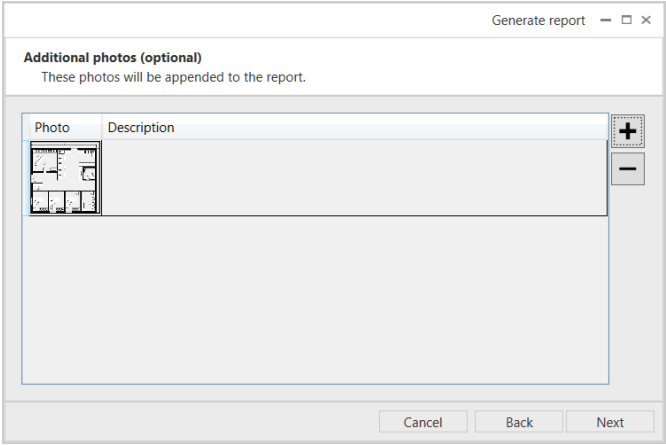 Generate report
Additional photos (optional)
These photos will be appended to the report.
Photo Description
Cancel Back Next